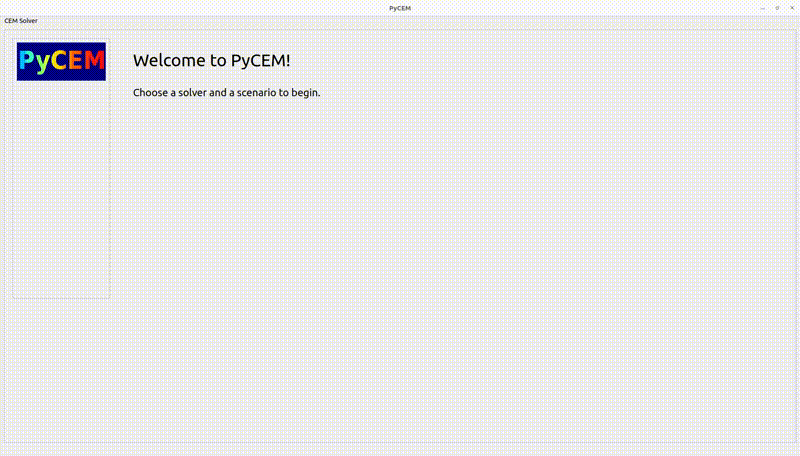 PyCEM
CEM Solver
PyCEM
Welcome to PyCEM!
Choose a solver and a scenario to begin.